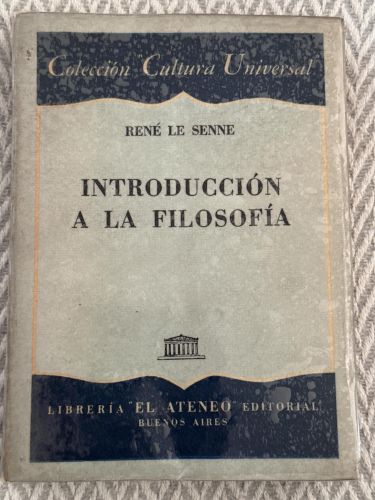 Colección "Cultura Universal"
RENÉ LE SENNE
INTRODUCCIÓN
A LA FILOSOFÍA
LIBRERÍA "EL ATENEO" EDITORIAL
BUENOS AIRES